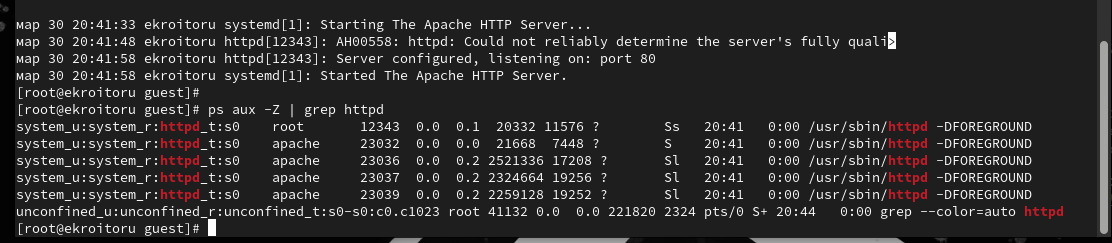 мар 30 20:41:33 ekroitoru systemd[1]: Starting The Apache HTTP Server...
мар 30 20:41:48 ekroitoru httpd[12343]: AH00558: httpd: Could not reliably determine the server's fully quali>
мар 30 20:41:58 ekroitoru httpd[12343]: Server configured, listening on: port 80
мар 30 20:41:58 ekroitoru systemd[1]: Started The Apache HTTP Server.
[root@ekroitoru guest]#
[root@ekroitoru guest]# ps aux -Z | grep httpd
system_u:system_r:httpd_t:s0    root      12343  0.0  0.1  20332 11576 ?        Ss   20:41   0:00 /usr/sbin/httpd -DFOREGROUND
system_u:system_r:httpd_t:s0    apache    23032  0.0  0.0  21668  7448 ?        S    20:41   0:00 /usr/sbin/httpd -DFOREGROUND
system_u:system_r:httpd_t:s0    apache    23036  0.0  0.2 2521336 17208 ?       Sl   20:41   0:00 /usr/sbin/httpd -DFOREGROUND
system_u:system_r:httpd_t:s0    apache    23037  0.0  0.2 2324664 19256 ?       Sl   20:41   0:00 /usr/sbin/httpd -DFOREGROUND
system_u:system_r:httpd_t:s0    apache    23039  0.0  0.2 2259128 19252 ?       Sl   20:41   0:00 /usr/sbin/httpd -DFOREGROUND
unconfined_u:unconfined_r:unconfined_t:s0-s0:c0.c1023 root 41132 0.0  0.0 221820 2324 pts/0 S+ 20:44   0:00 grep --color=auto httpd
[root@ekroitoru guest]#